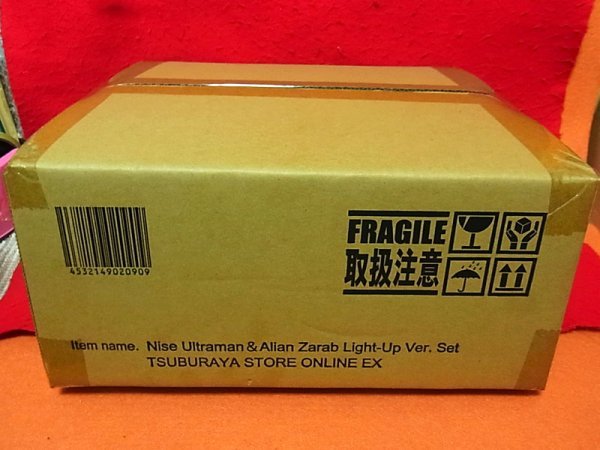 FRAGILE
取扱注意
4532149020909
Item name. Nise Ultraman & Alian Zarab Light-Up Ver. Set
TSUBURAYA STORE ONLINE EX